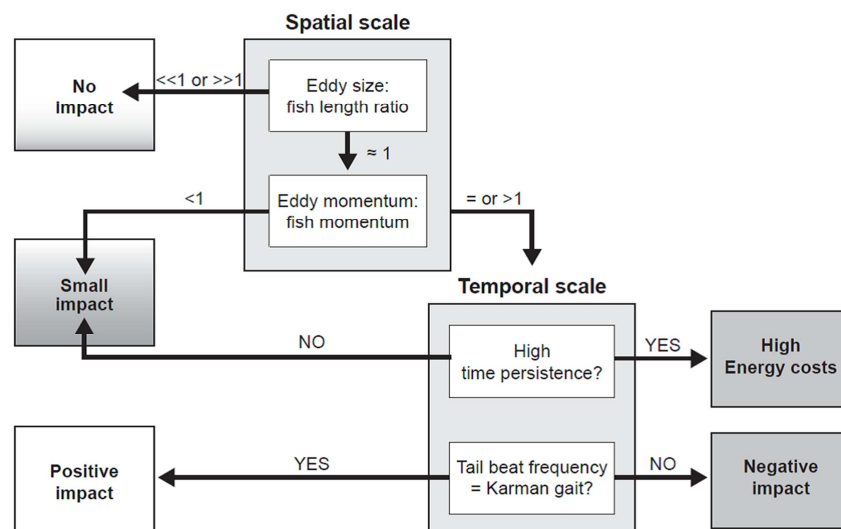 Spatial scale
No
Impact
<<1 or >>1
Eddy size:
fish length ratio
≈ 1
<1
Eddy momentum:
fish momentum
= or >1
Small
impact
Temporal scale
NO
High
time persistence?
YES
High
Energy costs
Positive
impact
YES
Tail beat frequency
= Karman gait?
NO
Negative
impact